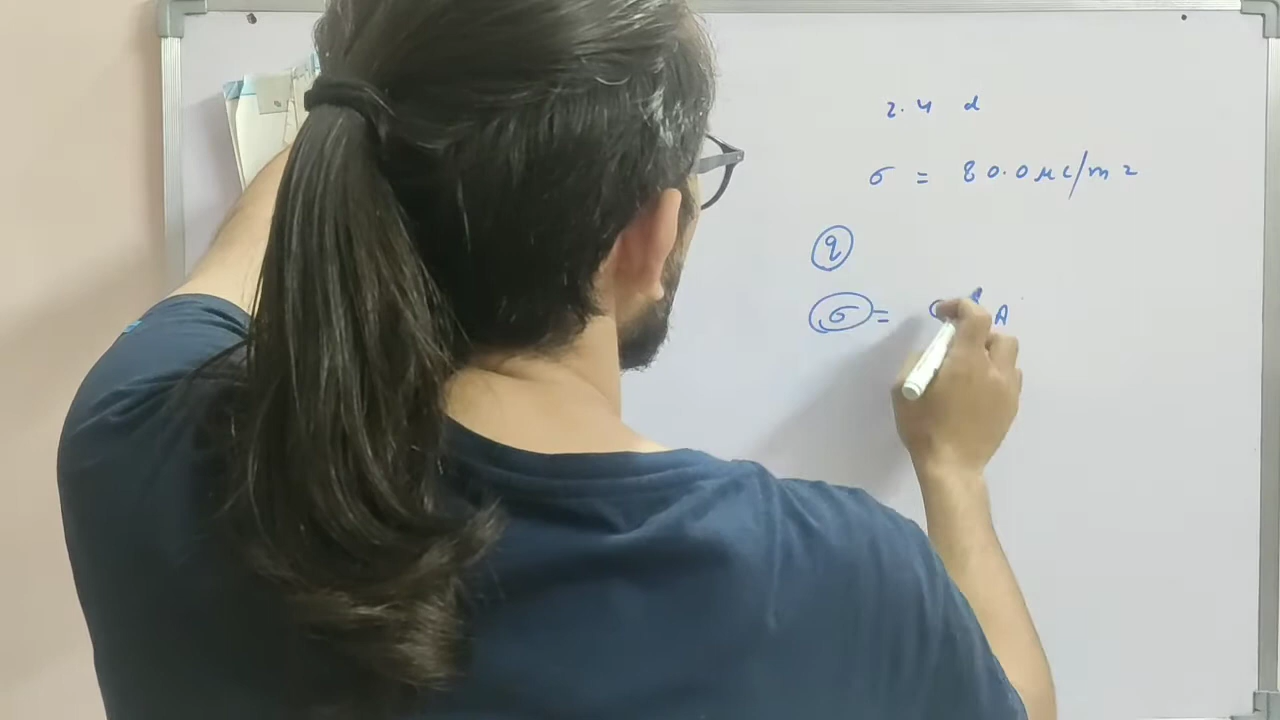 2.4 d
σ = 80.0 μC/m2
q
σ =
A